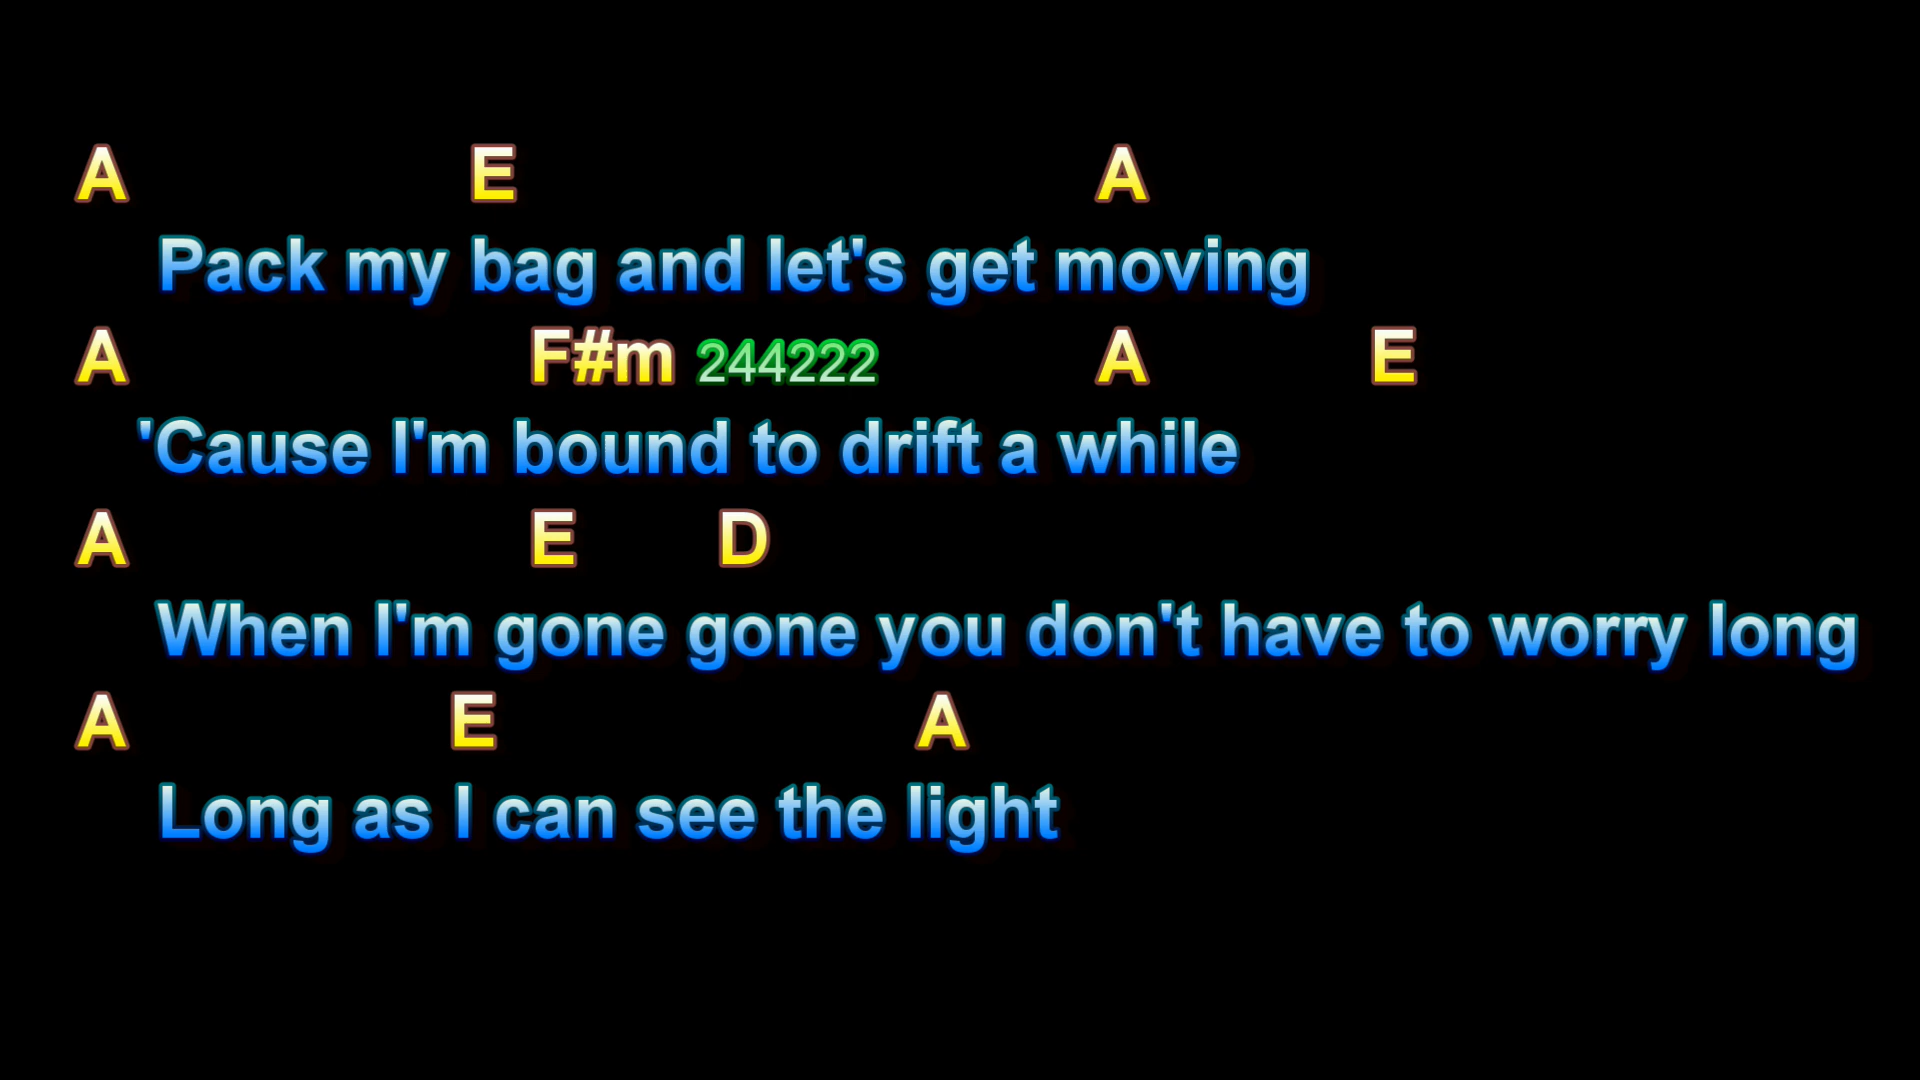 A E A
Pack my bag and let's get moving
A F#m 244222 A E
'Cause I'm bound to drift a while
A E D
When I'm gone gone you don't have to worry long
A E A
Long as I can see the light